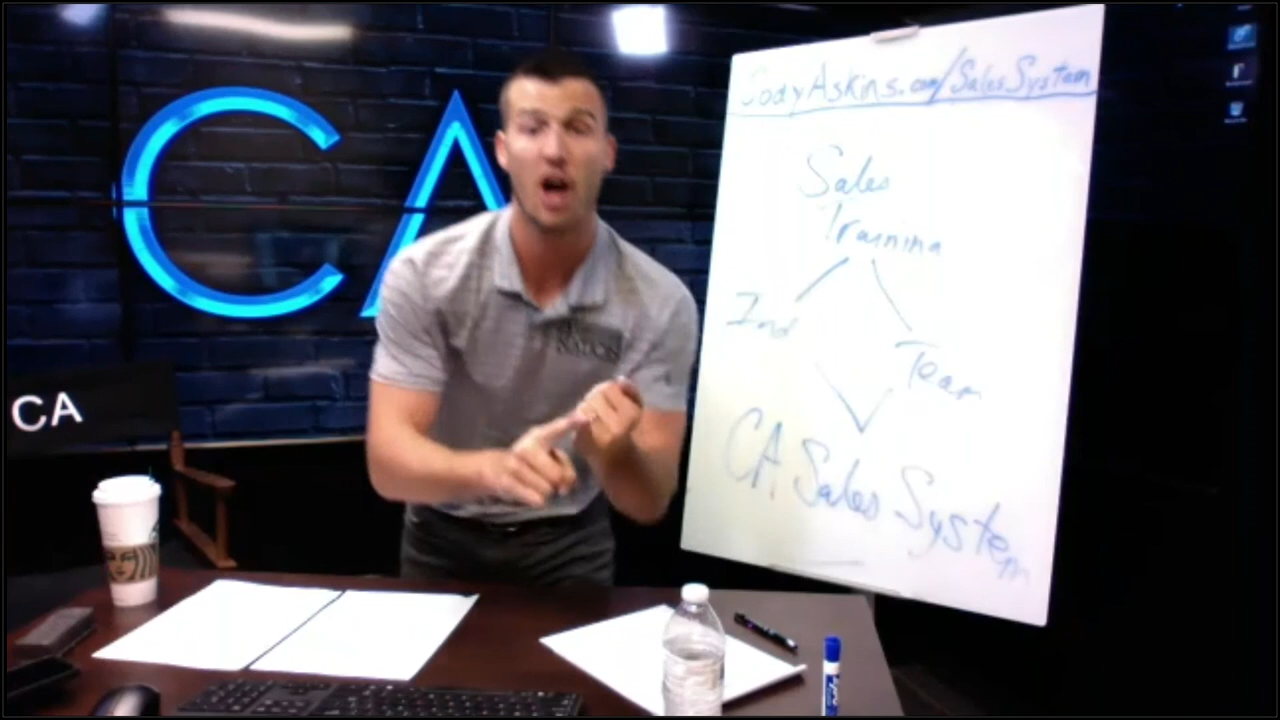 CA
CodyAskins.com/SalesSystem
Sales
Training
Ind
Team
CA Sales System
CA